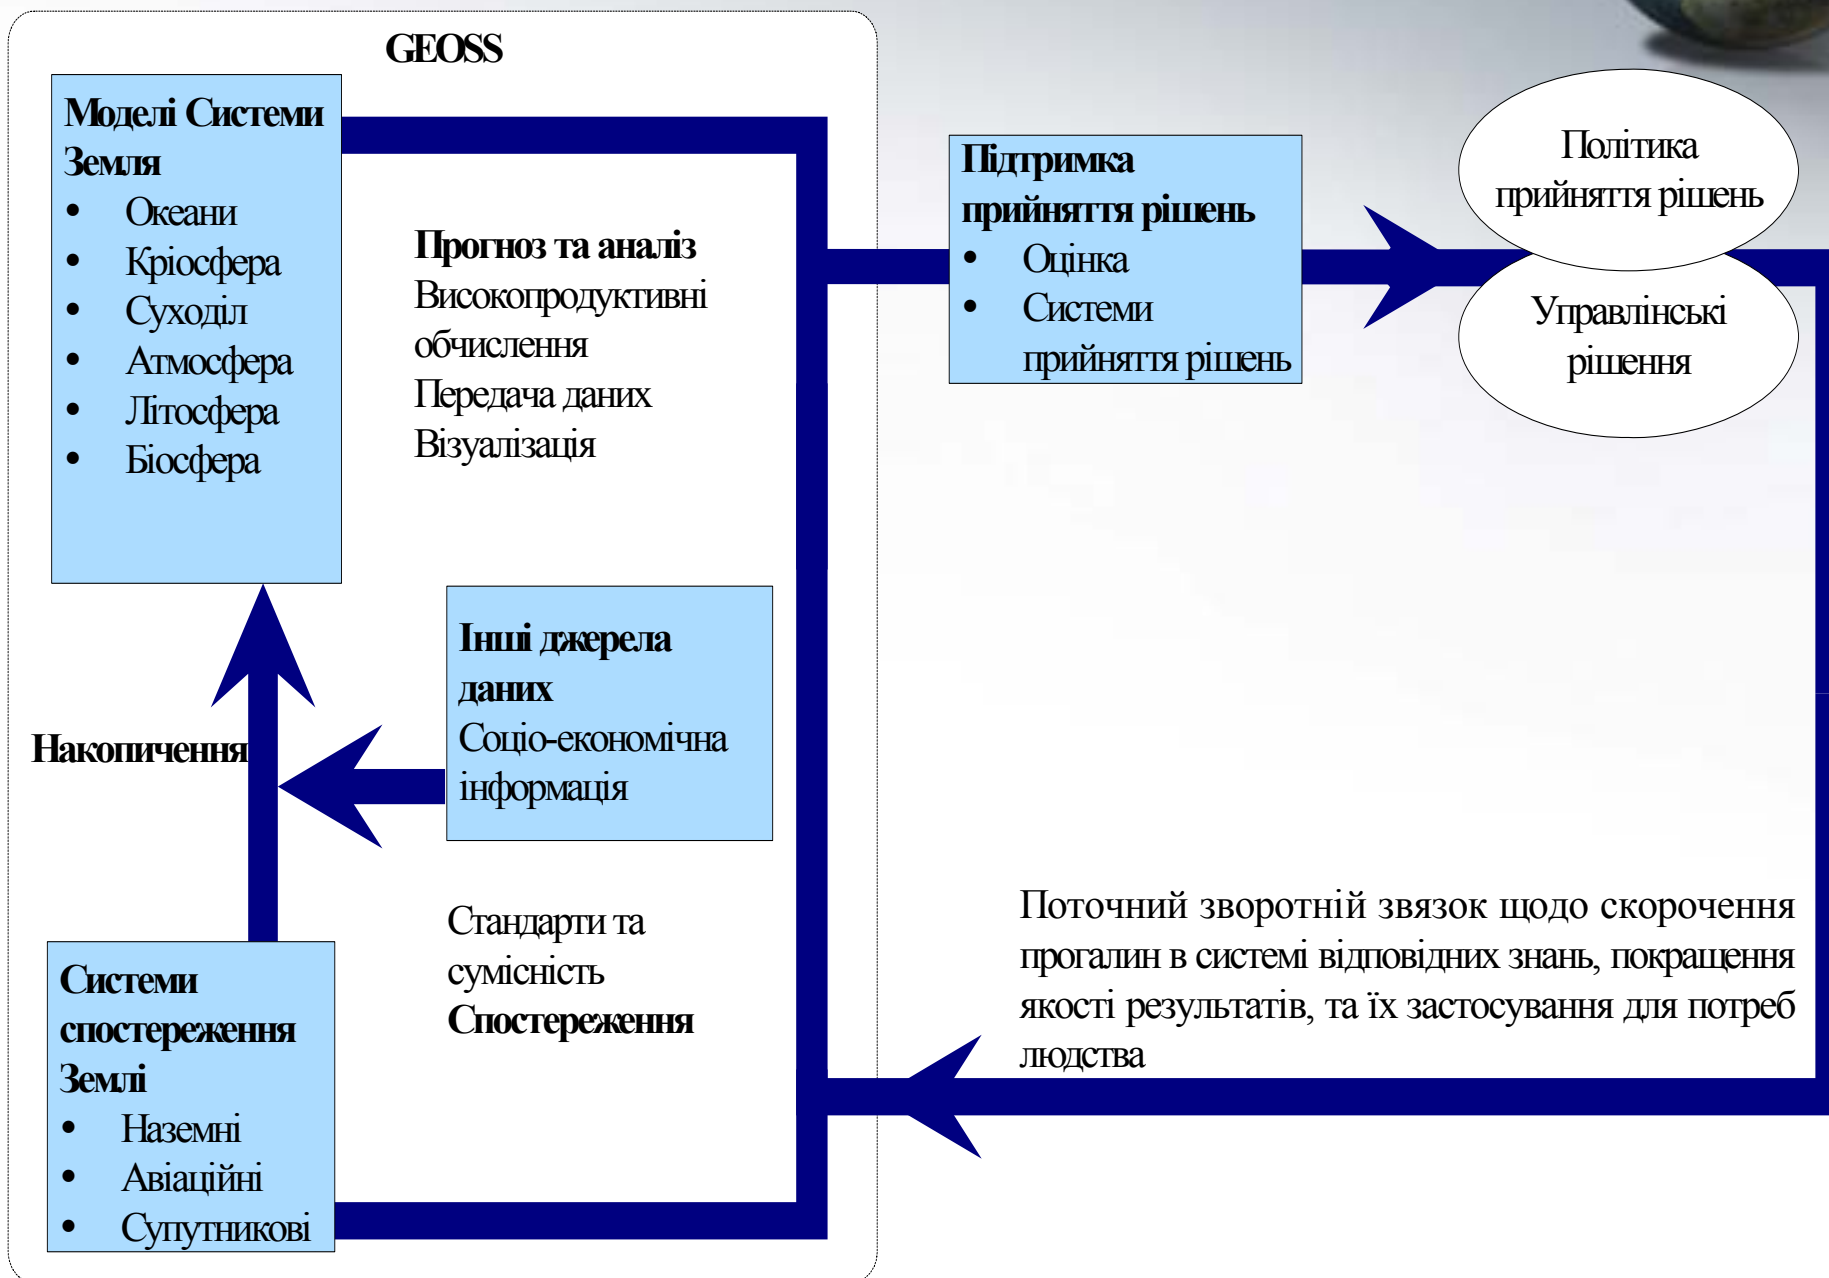 GEOSS
Моделі Системи
Земля
• Океани
• Кріосфера
• Суходіл
• Атмосфера
• Літосфера
• Біосфера
Прогноз та аналіз
Високопродуктивні
обчислення
Передача даних
Візуалізація
Підтримка
прийняття рішень
• Оцінка
• Системи
прийняття рішень
Політика
прийняття рішень
Управлінські
рішення
Інші джерела
даних
Соціо-економічна
інформація
Накопичення
Стандарти та
сумісність
Спостереження
Системи
спостереження
Землі
• Наземні
• Авіаційні
• Супутникові
Поточний зворотній звязок щодо скорочення
прогалин в системі відповідних знань, покращення
якості результатів, та їх застосування для потреб
людства